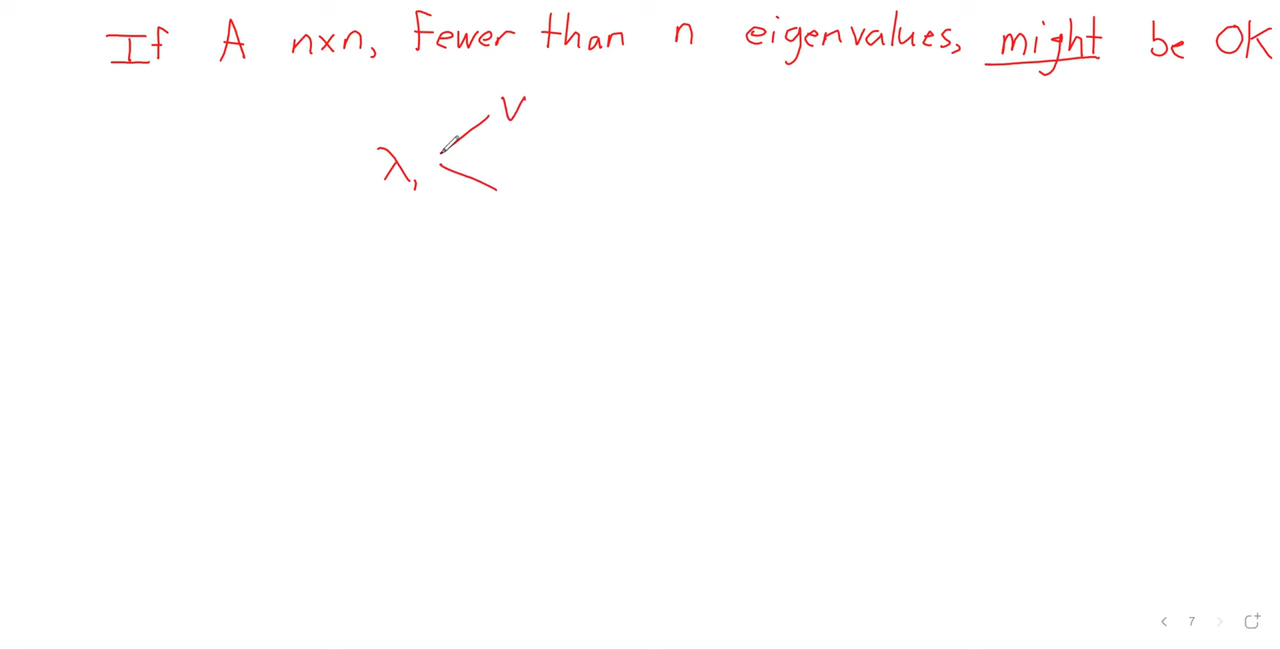 If A n×n, Fewer than n eigenvalues, might be OK
v
λ,
7